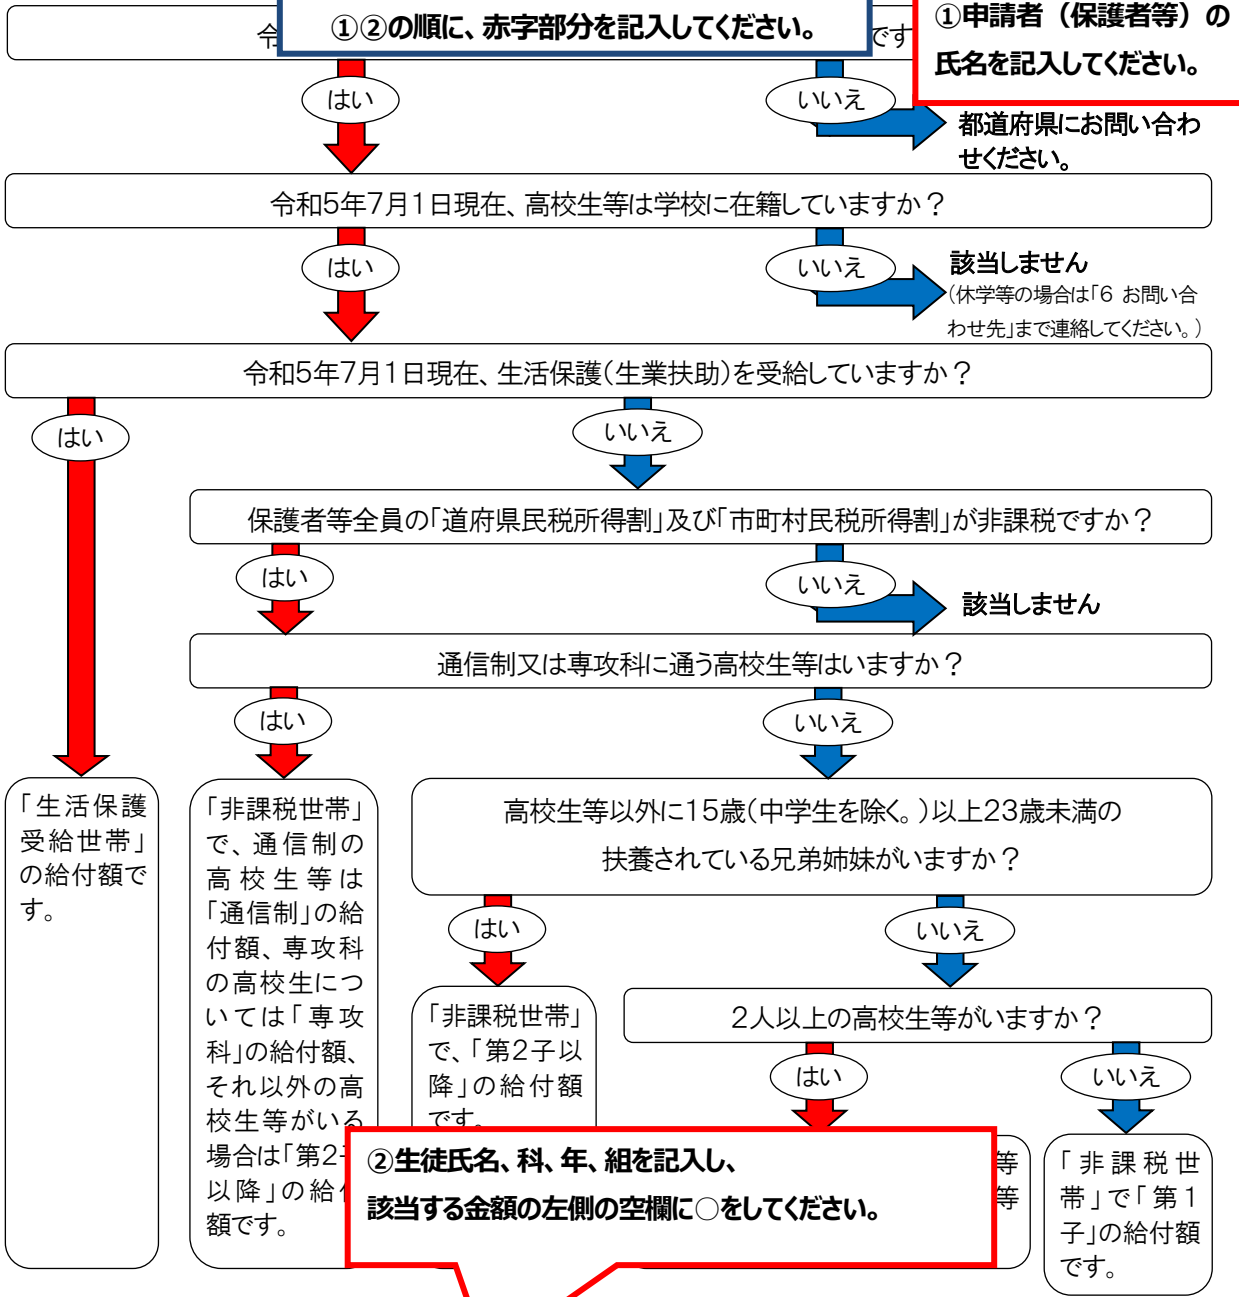 ①②の順に、赤字部分を記入してください。
①申請者（保護者等）の
氏名を記入してください。
令
です
はい
いいえ
都道府県にお問い合わ
せください。
令和5年7月1日現在、高校生等は学校に在籍していますか？
はい
いいえ
該当しません
（休学等の場合は「6 お問い合
わせ先」まで連絡してください。）
令和5年7月1日現在、生活保護（生業扶助）を受給していますか？
はい
いいえ
保護者等全員の「道府県民税所得割」及び「市町村民税所得割」が非課税ですか？
はい
いいえ
該当しません
通信制又は専攻科に通う高校生等はいますか？
はい
いいえ
「生活保護
受給世帯」
の給付額で
す。
「非課税世帯」
で、通信制の
高校生等は
「通信制」の給
付額、専攻科
の高校生につ
いては「専攻
科」の給付額、
それ以外の高
校生等がいる
場合は「第2子
以降」の給付
額です。
高校生等以外に15歳（中学生を除く。）以上23歳未満の
扶養されている兄弟姉妹がいますか？
はい
いいえ
「非課税世帯」
で、「第2子以
降」の給付額
です。
2人以上の高校生等がいますか？
はい
いいえ
等
等
「非課税世
帯」で「第1
子」の給付額
です。
②生徒氏名、科、年、組を記入し、
該当する金額の左側の空欄に○をしてください。